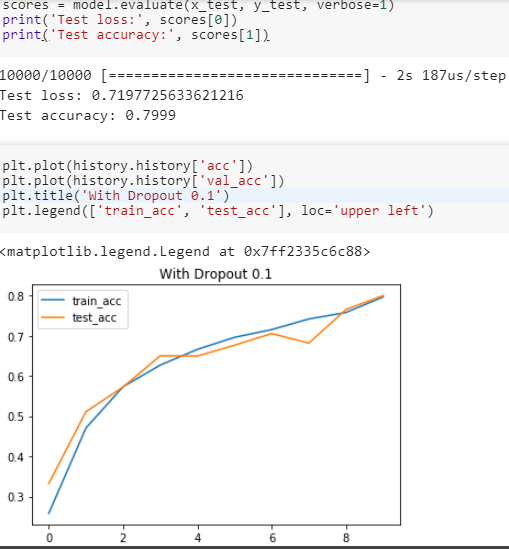 scores = model.evaluate(x_test, y_test, verbose=1)
print('Test loss:', scores[0])
print('Test accuracy:', scores[1])
10000/10000 [==============================] - 2s 187us/step
Test loss: 0.7197725633621216
Test accuracy: 0.7999
plt.plot(history.history['acc'])
plt.plot(history.history['val_acc'])
plt.title('With Dropout 0.1')
plt.legend(['train_acc', 'test_acc'], loc='upper left')
<matplotlib.legend.Legend at 0x7ff2335c6c88>
With Dropout 0.1
train_acc
test_acc
0.8
0.7
0.6
0.5
0.4
0.3
0 2 4 6 8